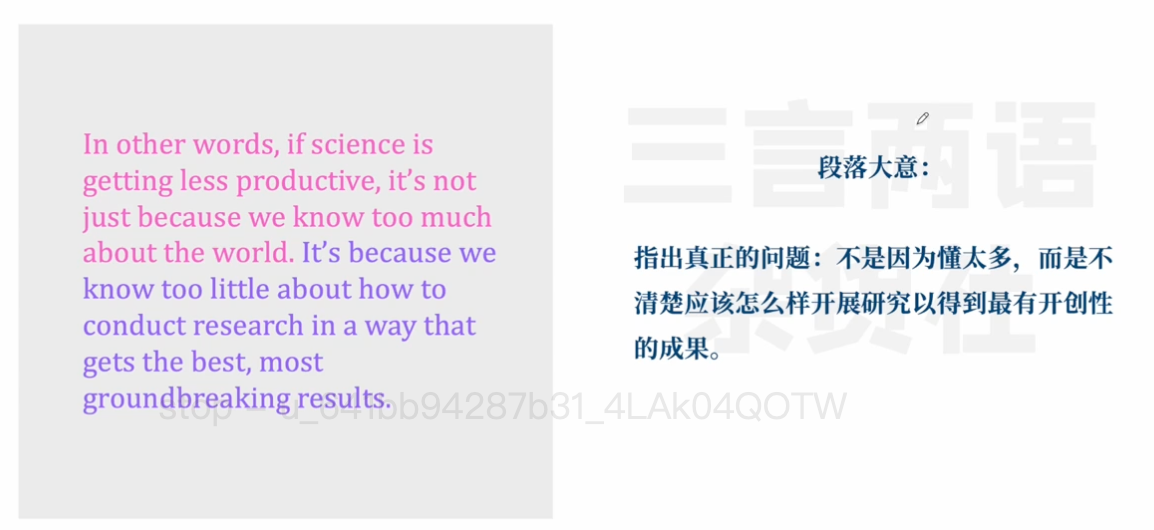 In other words, if science is
getting less productive, it’s not
just because we know too much
about the world. It’s because we
know too little about how to
conduct research in a way that
gets the best, most
groundbreaking results.
三言两语
杂货社
段落大意：
指出真正的问题：不是因为懂太多，而是不
清楚应该怎么样开展研究以得到最有开创性
的成果。